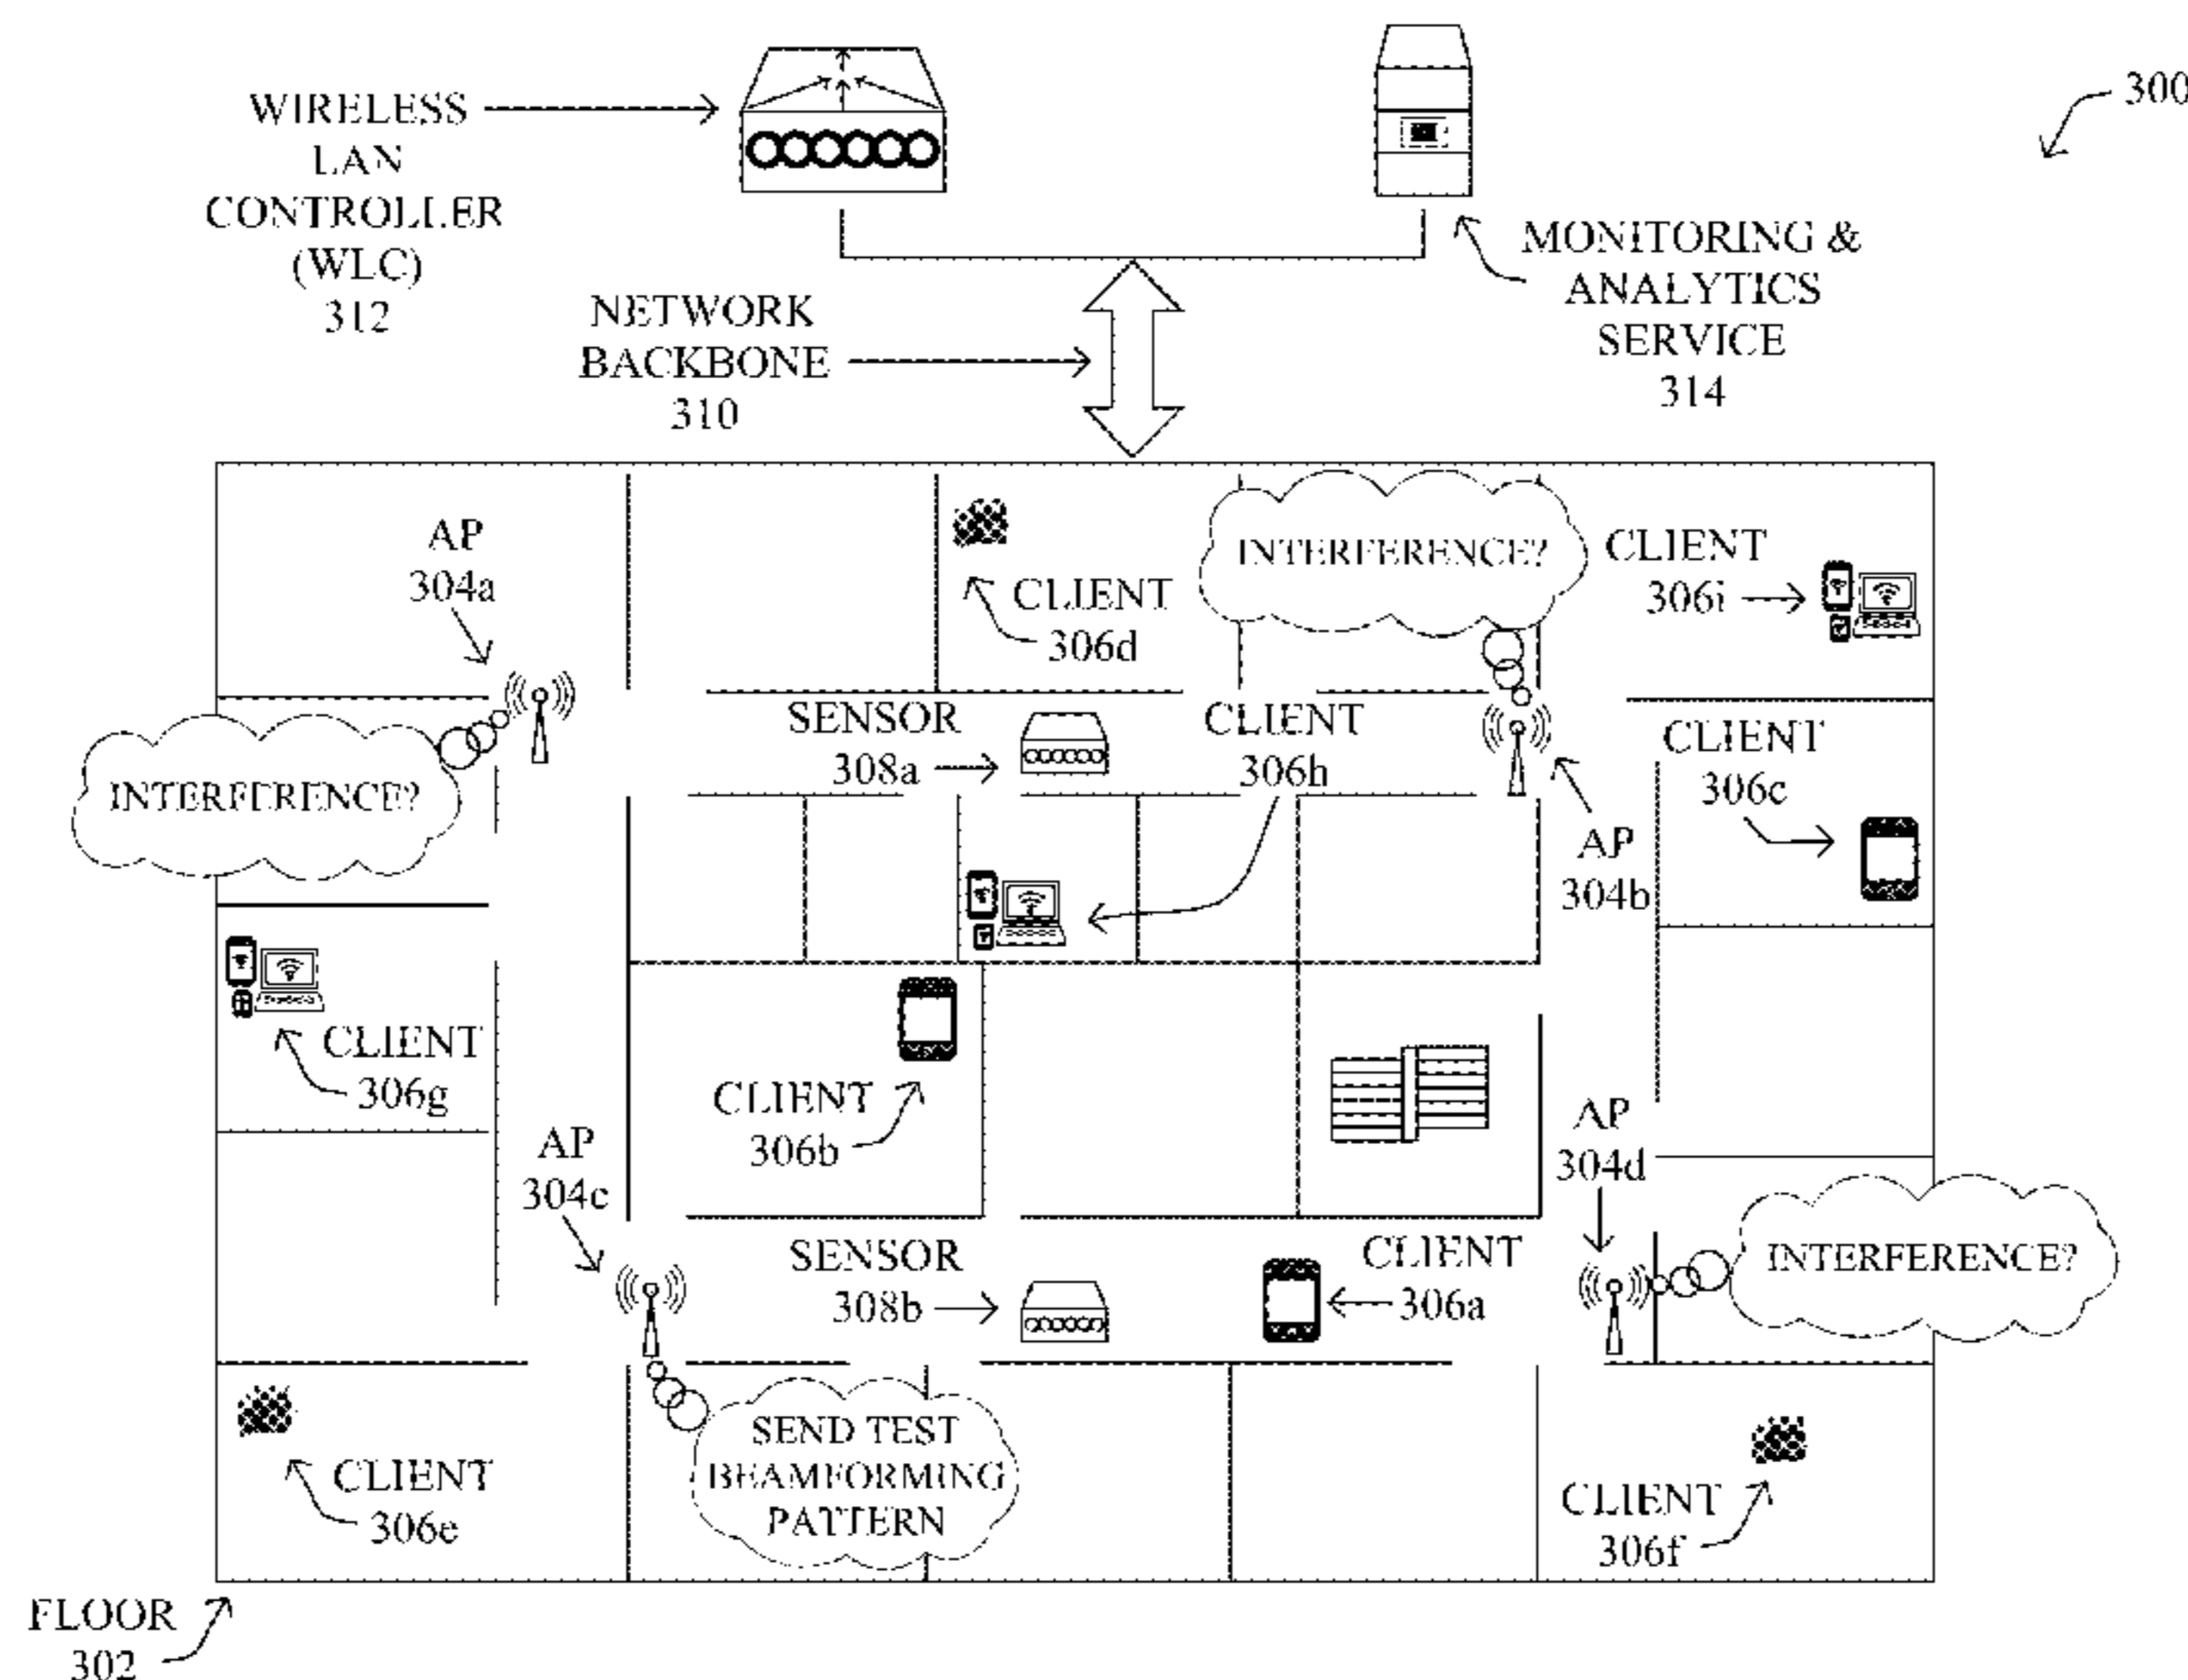 300
WIRELESS
LAN
CONTROLLER
(WLC)
312
MONITORING &
ANALYTICS
SERVICE
314
NETWORK
BACKBONE
310
AP
304a
INTERFERENCE?
CLIENT
306d
INTERFERENCE?
CLIENT
306i
SENSOR
308a
CLIENT
306h
CLIENT
306c
AP
304b
CLIENT
306g
CLIENT
306b
AP
304c
AP
304d
SENSOR
308b
CLIENT
306a
INTERFERENCE?
CLIENT
306e
SEND TEST
BEAMFORMING
PATTERN
CLIENT
306f
FLOOR
302